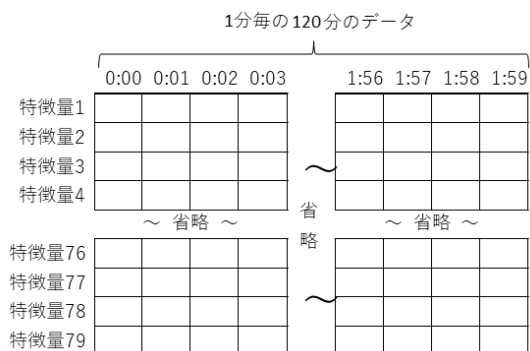 1分毎の120分のデータ
0:00 0:01 0:02 0:03 1:56 1:57 1:58 1:59
特徴量1
特徴量2
特徴量3
特徴量4
～
～ 省略 ～ 省略 ～ 省略 ～
特徴量76
特徴量77
特徴量78
特徴量79
～